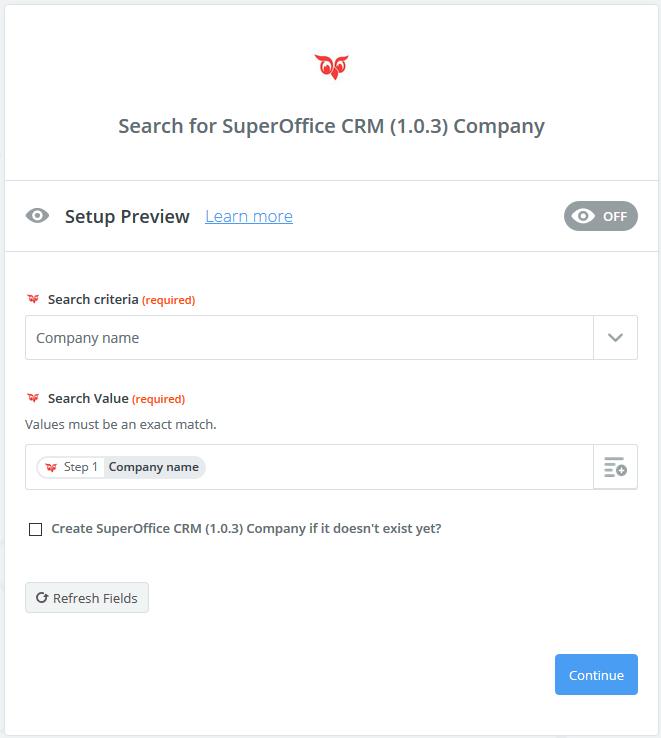 Search for SuperOffice CRM (1.0.3) Company
Setup Preview Learn more OFF
Search criteria (required)
Company name
Search Value (required)
Values must be an exact match.
Step 1 Company name
Create SuperOffice CRM (1.0.3) Company if it doesn't exist yet?
Refresh Fields
Continue